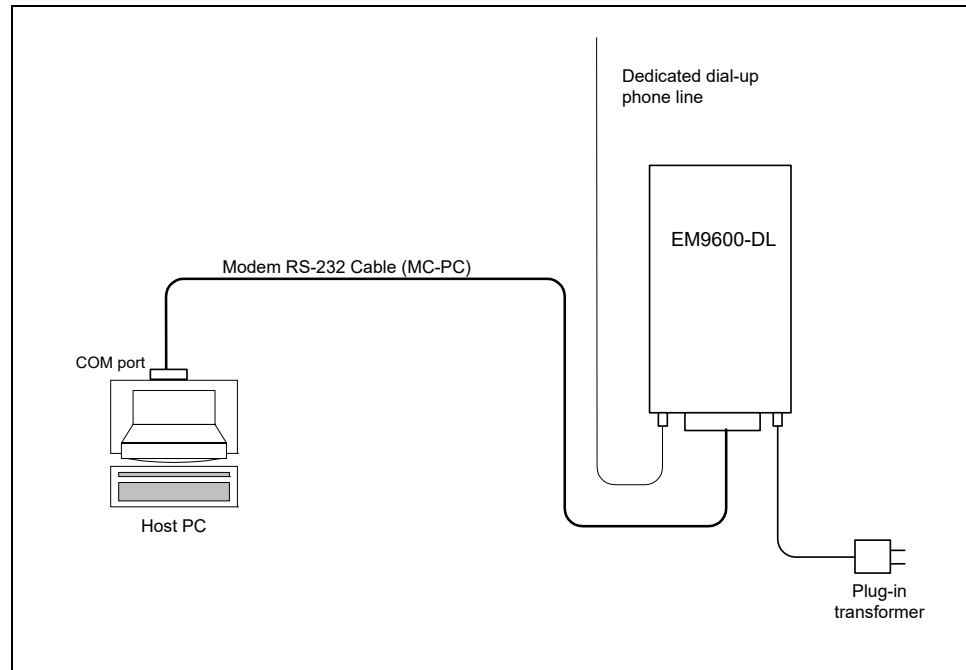 Dedicated dial-up
phone line
EM9600-DL
Modem RS-232 Cable (MC-PC)
COM port
Host PC
Plug-in
transformer